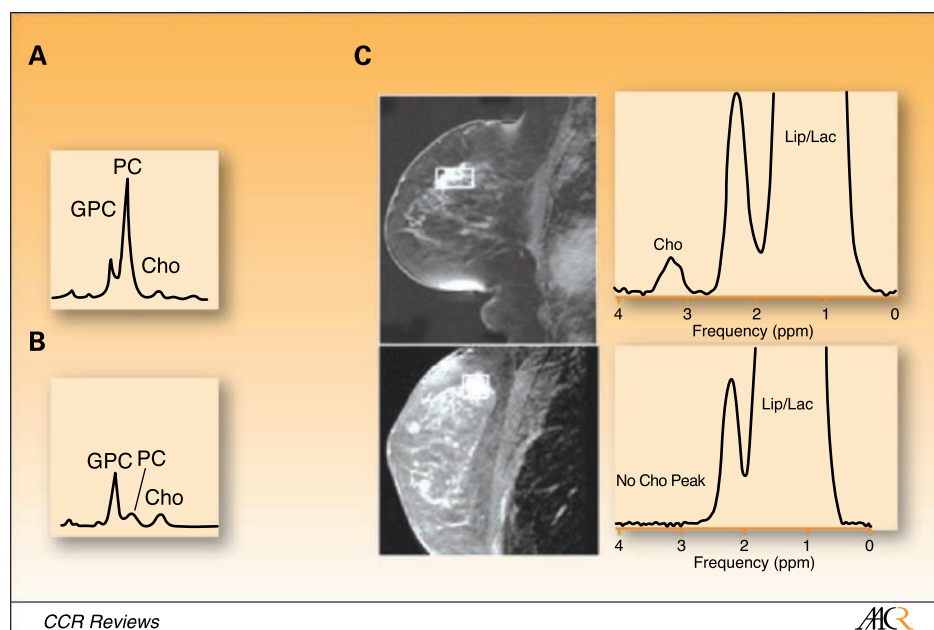 A
C
PC
GPC
Cho
B
GPC PC
Cho
Lip/Lac
Cho
4 3 2 1 0
Frequency (ppm)
Lip/Lac
No Cho Peak
4 3 2 1 0
Frequency (ppm)
CCR Reviews
AACR